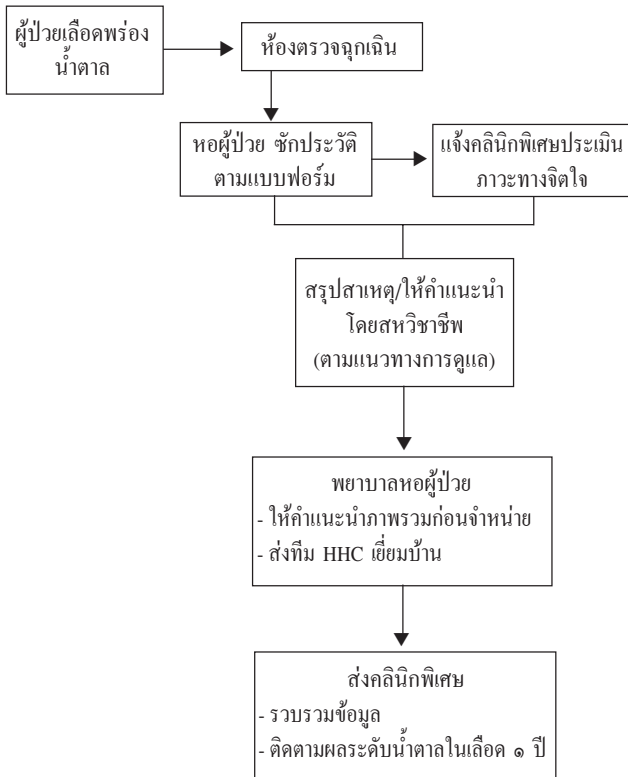 ผู้ป่วยเลือดพร่อง
น้ำตาล
ห้องตรวจฉุกเฉิน
หอผู้ป่วย ซักประวัติ
ตามแบบฟอร์ม
แจ้งคลินิกพิเศษประเมิน
ภาวะทางจิตใจ
สรุปสาเหตุ/ให้คำแนะนำ
โดยสหวิชาชีพ
(ตามแนวทางการดูแล)
พยาบาลหอผู้ป่วย
- ให้คำแนะนำภาพรวมก่อนจำหน่าย
- ส่งทีม HHC เยี่ยมบ้าน
ส่งคลินิกพิเศษ
- รวบรวมข้อมูล
- ติดตามผลระดับน้ำตาลในเลือด ๑ ปี